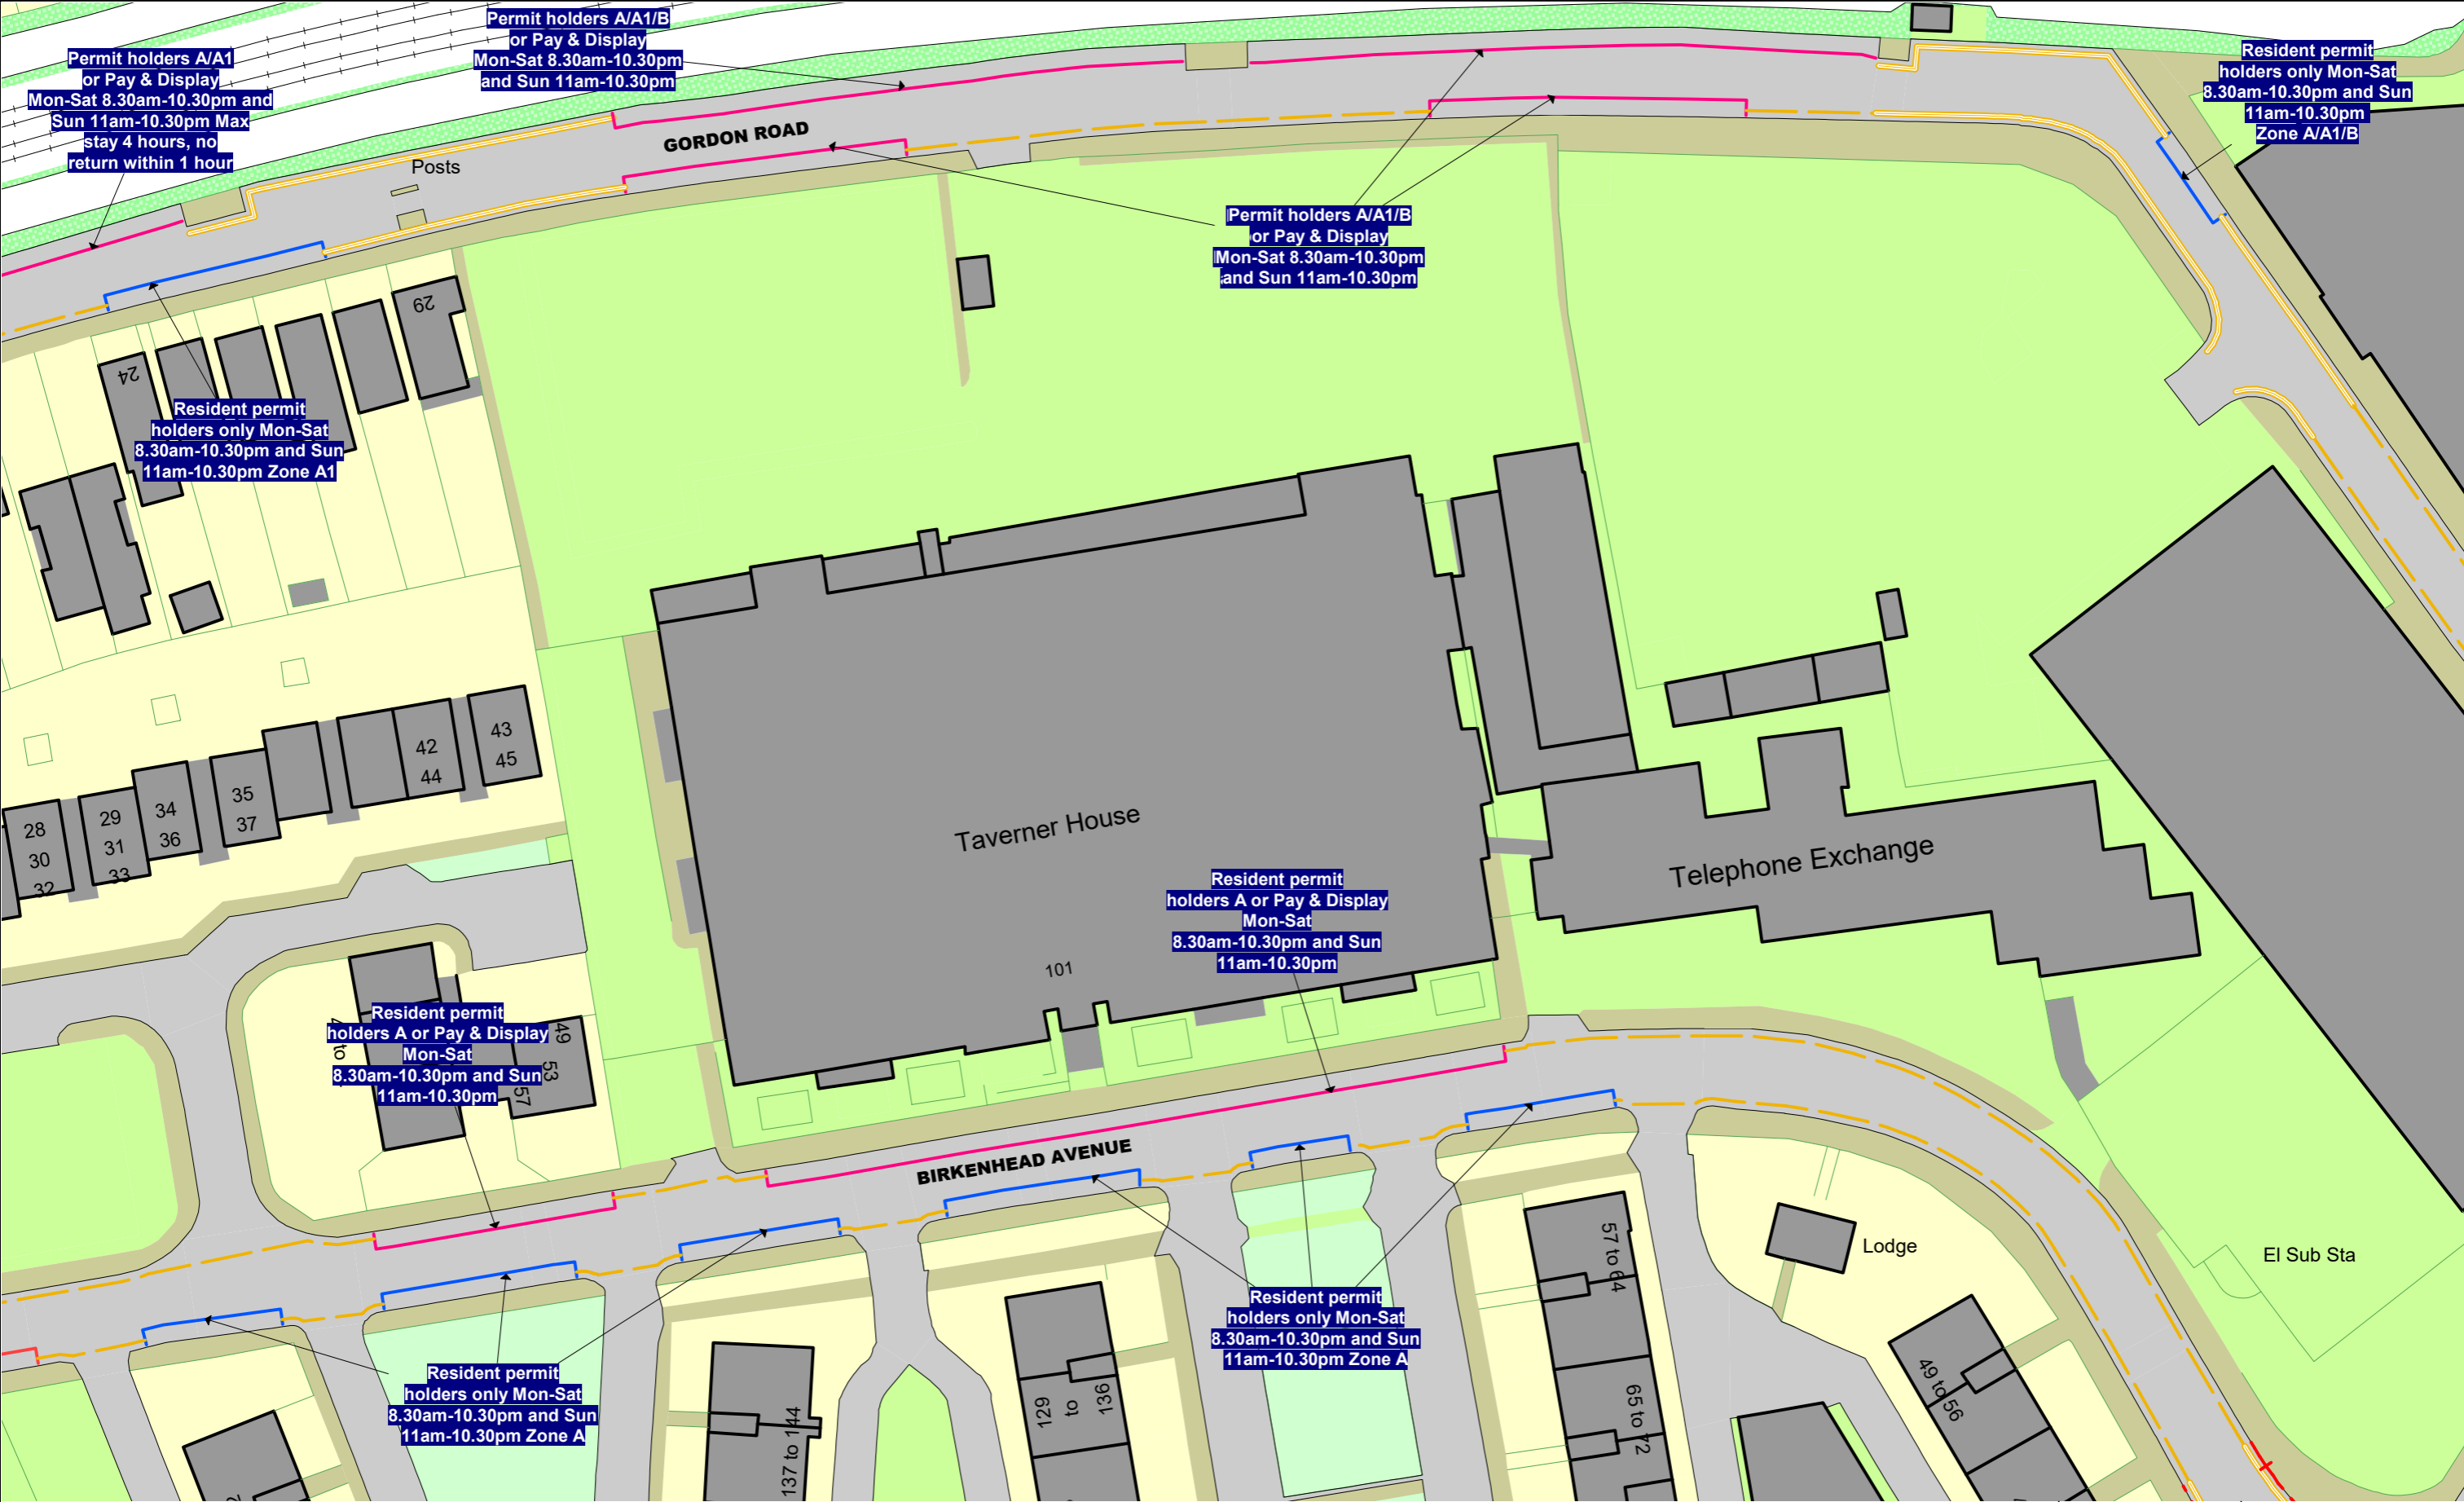 Permit holders A/A1/B
or Pay & Display
Mon-Sat 8.30am-10.30pm
and Sun 11am-10.30pm
Permit holders A/A1
or Pay & Display
Mon-Sat 8.30am-10.30pm and
Sun 11am-10.30pm Max
stay 4 hours, no
return within 1 hour
Resident permit
holders only Mon-Sat
8.30am-10.30pm and Sun
11am-10.30pm
Zone A/A1/B
GORDON ROAD
Posts
Permit holders A/A1/B
or Pay & Display
Mon-Sat 8.30am-10.30pm
and Sun 11am-10.30pm
29
24
Resident permit
holders only Mon-Sat
8.30am-10.30pm and Sun
11am-10.30pm Zone A1
43
45
42
44
35
37
34
36
29
31
33
28
30
32
Taverner House
Telephone Exchange
Resident permit
holders A or Pay & Display
Mon-Sat
8.30am-10.30pm and Sun
11am-10.30pm
101
Resident permit
holders A or Pay & Display
Mon-Sat
8.30am-10.30pm and Sun
11am-10.30pm
to
49
53
57
BIRKENHEAD AVENUE
57 to 64
Lodge
El Sub Sta
Resident permit
holders only Mon-Sat
8.30am-10.30pm and Sun
11am-10.30pm Zone A
Resident permit
holders only Mon-Sat
8.30am-10.30pm and Sun
11am-10.30pm Zone A
129
to
136
137 to 144
65 to 72
49 to 56